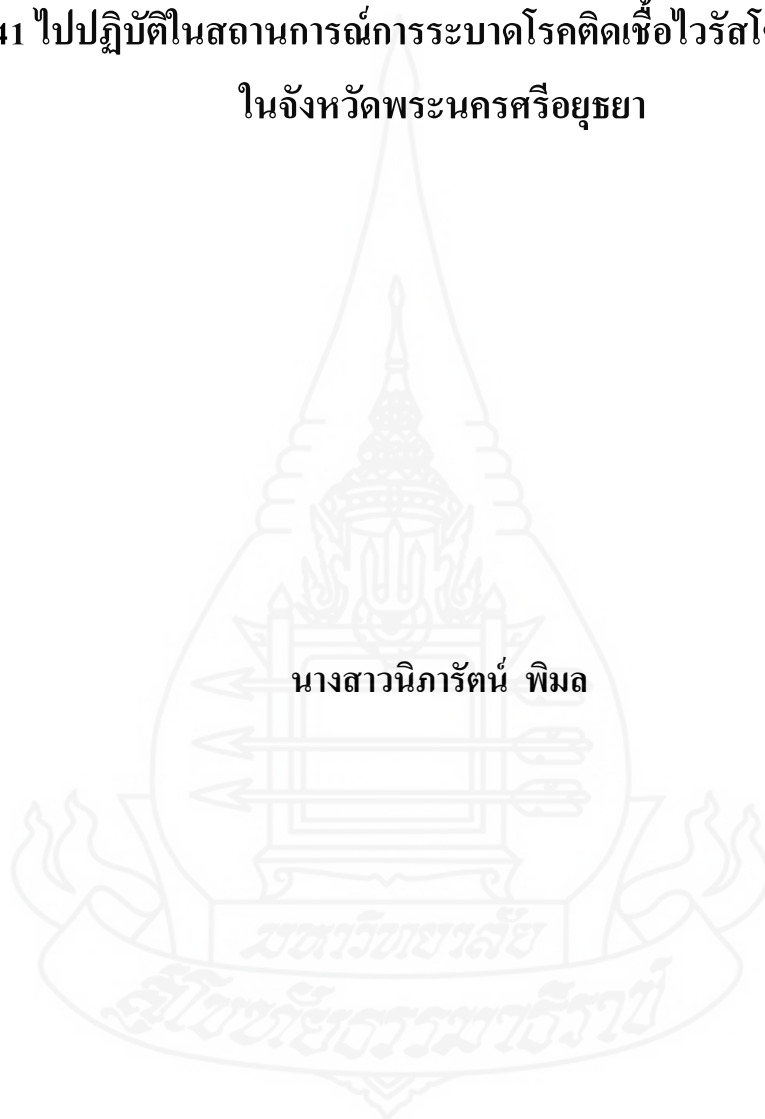 41 ไปปฏิบัติในสถานการณ์การระบาดโรคติดเชื้อไวรัสโ
ในจังหวัดพระนครศรีอยุธยา
นางสาวนิภารัตน์ พิมล
มหาวิทยาลัย
สุโขทัยธรรมาธิราช